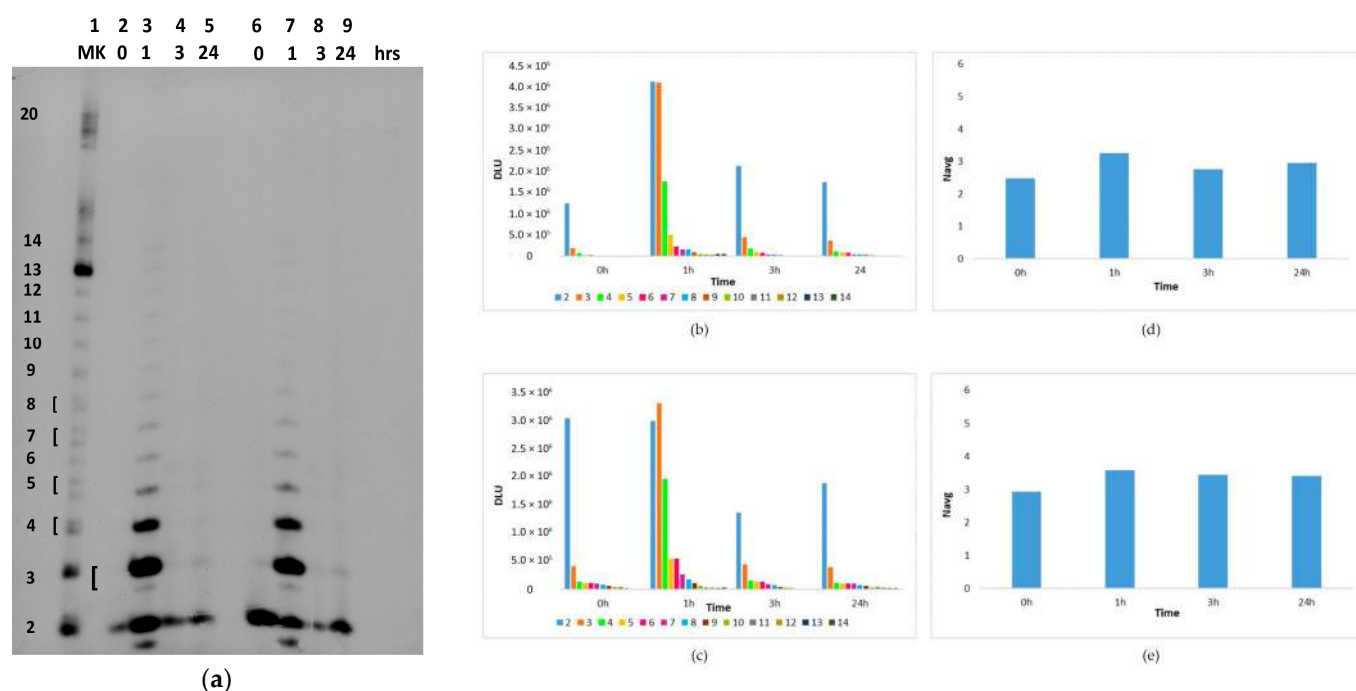 1 2 3 4 5 6 7 8 9
MK 0 1 3 24 0 1 3 24 hrs
20
14
13
12
11
10
9
8 [
7 [
6
5 [
4 [
3 [
2
(a)
4.5 × 10⁶
4.0 × 10⁶
3.5 × 10⁶
3.0 × 10⁶
2.5 × 10⁶
2.0 × 10⁶
1.5 × 10⁶
1.0 × 10⁶
5.0 × 10⁵
0
DLU
0h 1h 3h 24
Time
2 3 4 5 6 7 8 9 10 11 12 13 14
(b)
6
5
4
3
2
1
0
Navg
0h 1h 3h 24h
Time
(d)
3.5 × 10⁶
3.0 × 10⁶
2.5 × 10⁶
2.0 × 10⁶
1.5 × 10⁶
1.0 × 10⁶
5.0 × 10⁵
0
DLU
0h 1h 3h 24h
Time
2 3 4 5 6 7 8 9 10 11 12 13 14
(c)
6
5
4
3
2
1
0
Navg
0h 1h 3h 24h
Time
(e)